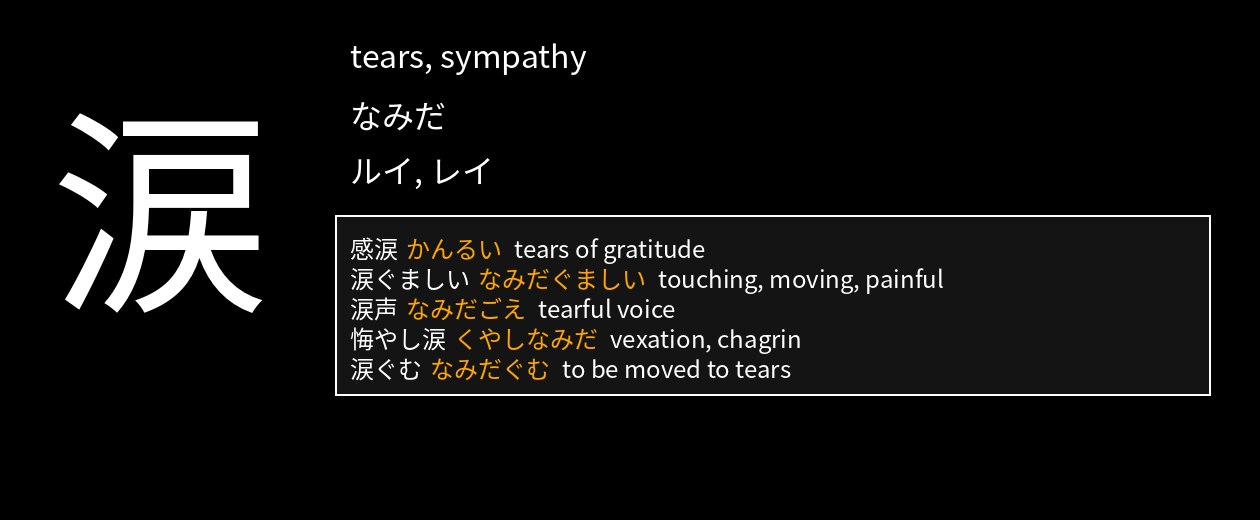 涙
tears, sympathy
なみだ
ルイ, レイ
感涙 かんるい tears of gratitude
涙ぐましい なみだぐましい touching, moving, painful
涙声 なみだごえ tearful voice
悔やし涙 くやしなみだ vexation, chagrin
涙ぐむ なみだぐむ to be moved to tears